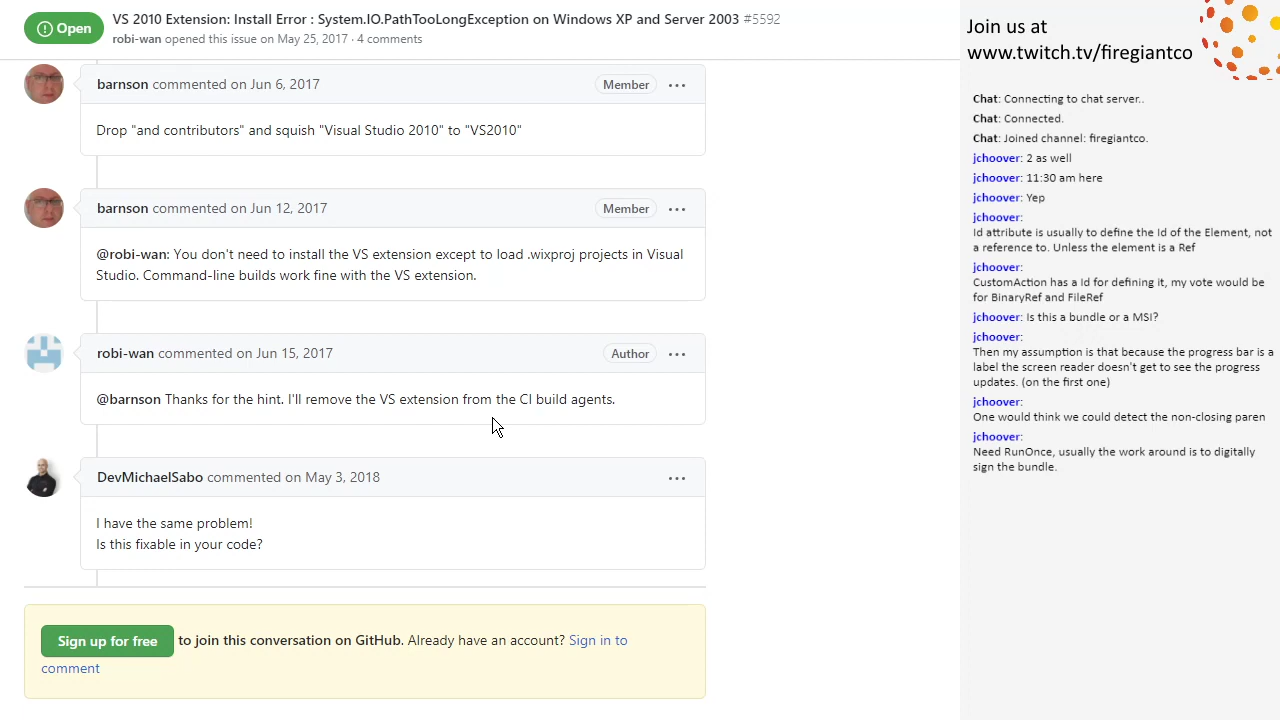 Open
VS 2010 Extension: Install Error : System.IO.PathTooLongException on Windows XP and Server 2003 #5592
robi-wan opened this issue on May 25, 2017 · 4 comments
barnson commented on Jun 6, 2017
Member
Drop "and contributors" and squish "Visual Studio 2010" to "VS2010"
barnson commented on Jun 12, 2017
Member
@robi-wan: You don't need to install the VS extension except to load .wixproj projects in Visual
Studio. Command-line builds work fine with the VS extension.
robi-wan commented on Jun 15, 2017
Author
@barnson Thanks for the hint. I'll remove the VS extension from the CI build agents.
DevMichaelSabo commented on May 3, 2018
I have the same problem!
Is this fixable in your code?
Sign up for free to join this conversation on GitHub. Already have an account? Sign in to
comment
Join us at
www.twitch.tv/firegiantco
Chat: Connecting to chat server..
Chat: Connected.
Chat: Joined channel: firegiantco.
jchoover: 2 as well
jchoover: 11:30 am here
jchoover: Yep
jchoover:
Id attribute is usually to define the Id of the Element, not
a reference to. Unless the element is a Ref
jchoover:
CustomAction has a Id for defining it, my vote would be
for BinaryRef and FileRef
jchoover: Is this a bundle or a MSI?
jchoover:
Then my assumption is that because the progress bar is a
label the screen reader doesn't get to see the progress
updates. (on the first one)
jchoover:
One would think we could detect the non-closing paren
jchoover:
Need RunOnce, usually the work around is to digitally
sign the bundle.